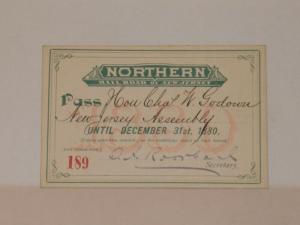 NORTHERN
RAIL ROAD OF NEW JERSEY
Pass Hon Chas W. Godown
New Jersey Assembly
UNTIL DECEMBER 31st, 1880.
189
Secretary.